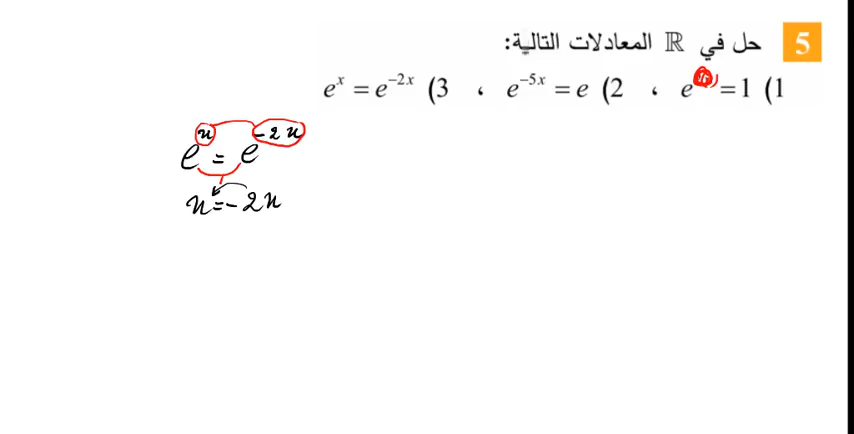 5 حل في ℝ المعادلات التالية:
1) e = 1 ، 2) e^{-5x} = e ، 3) e^x = e^{-2x}
e^x = e^{-2x}
x = -2x